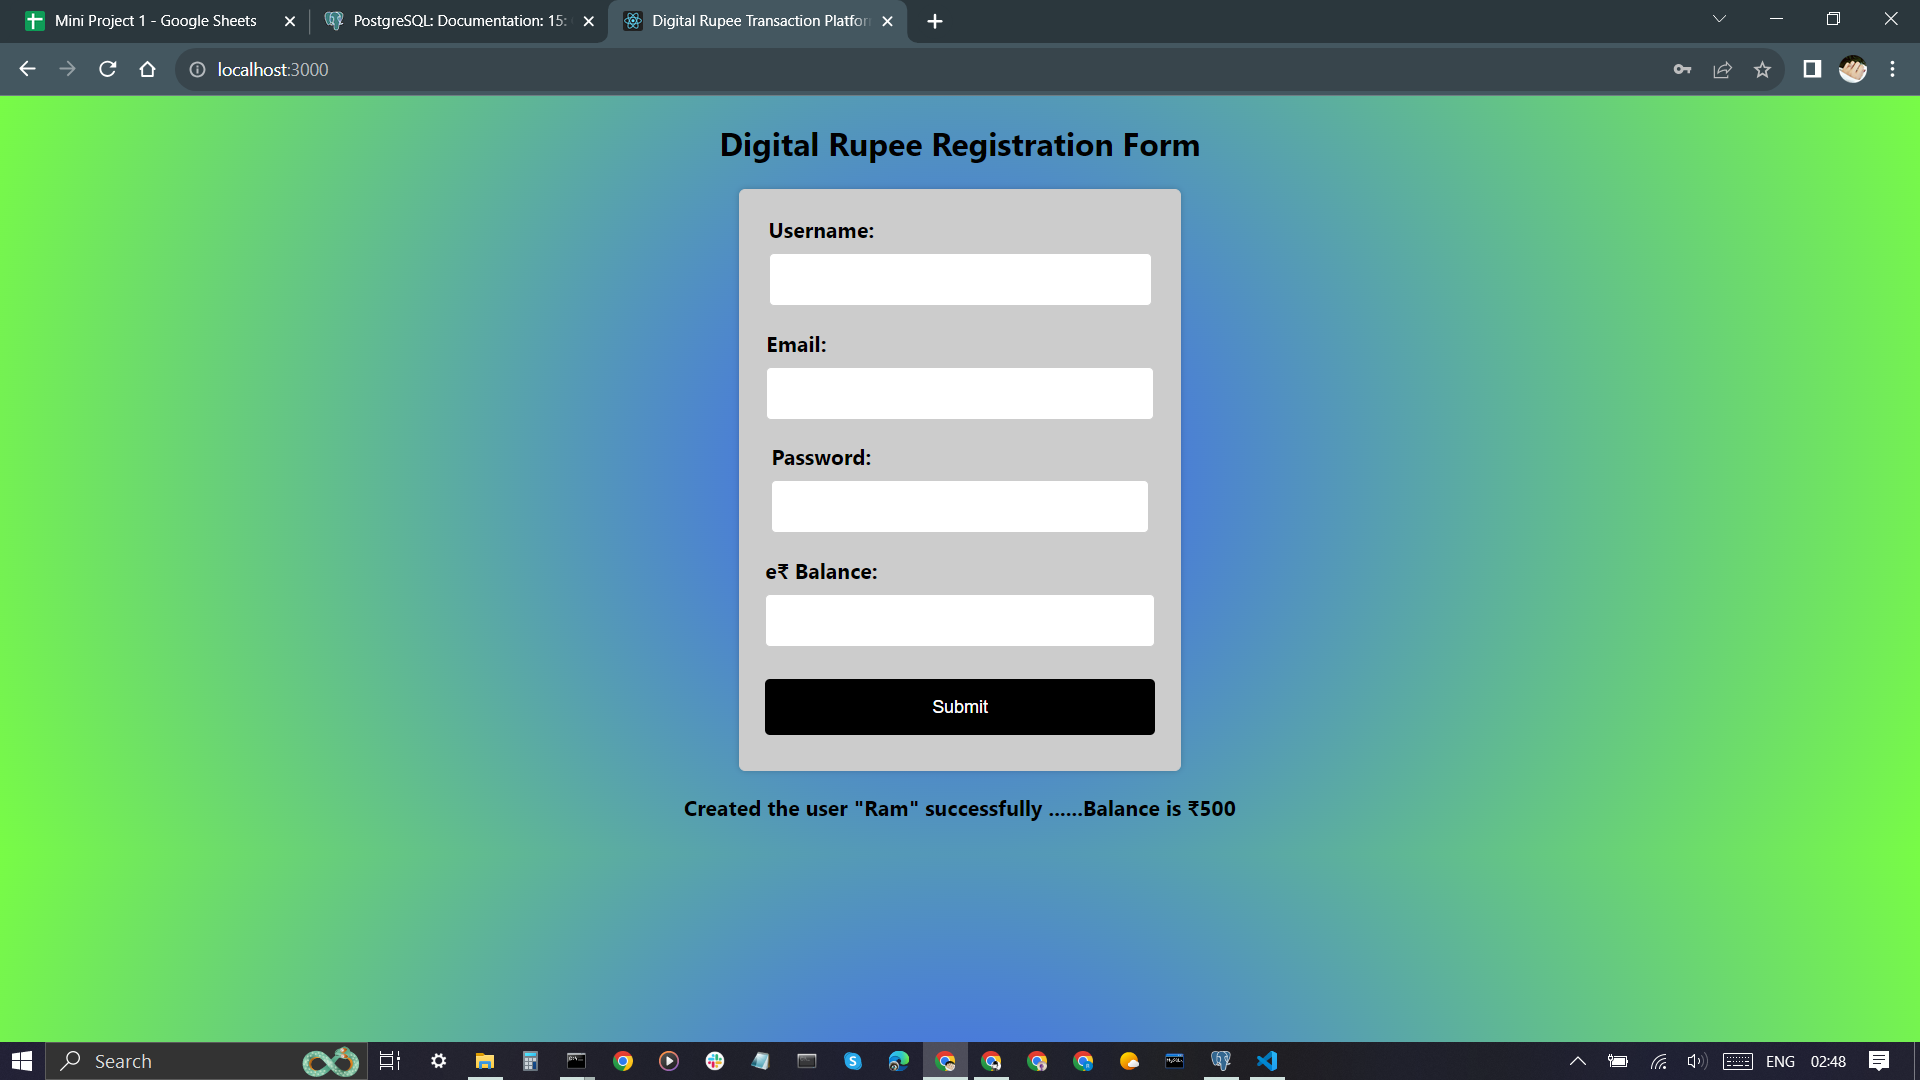 Mini Project 1 - Google Sheets
PostgreSQL: Documentation: 15:
Digital Rupee Transaction Platfor
localhost:3000
Digital Rupee Registration Form
Username:
Email:
Password:
e₹ Balance:
Submit
Created the user "Ram" successfully ......Balance is ₹500
Search
ENG
02:48